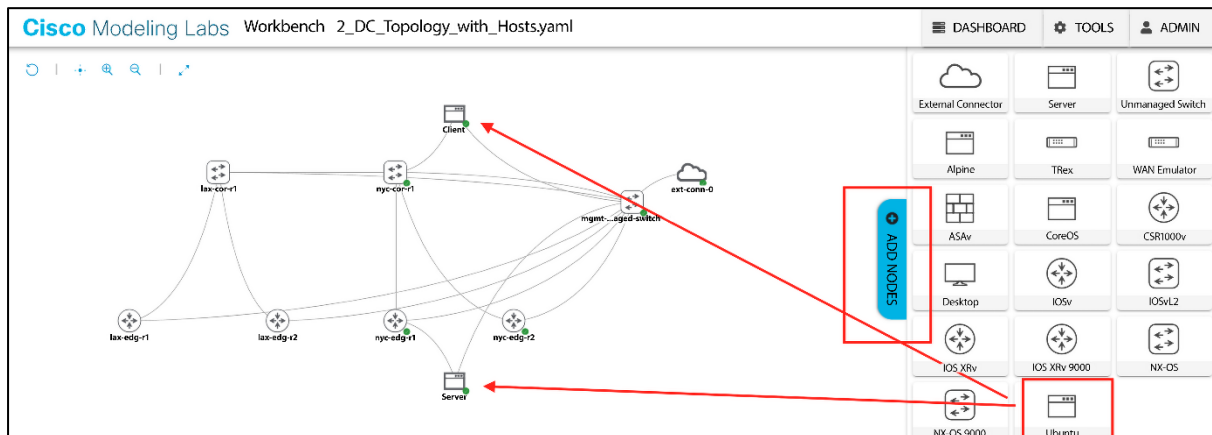 Cisco Modeling Labs Workbench 2_DC_Topology_with_Hosts.yaml DASHBOARD TOOLS ADMIN
External Connector Server Unmanaged Switch
Client
Alpine TRex WAN Emulator
lax-cor-r1 nyc-cor-r1 ext-conn-0
mgmt-...aged-switch
ADD NODES
ASAv CoreOS CSR1000v
Desktop IOSv IOSvL2
lax-edg-r1 lax-edg-r2 nyc-edg-r1 nyc-edg-r2
IOS XRv IOS XRv 9000 NX-OS
Server
NX-OS 9000 Ubuntu